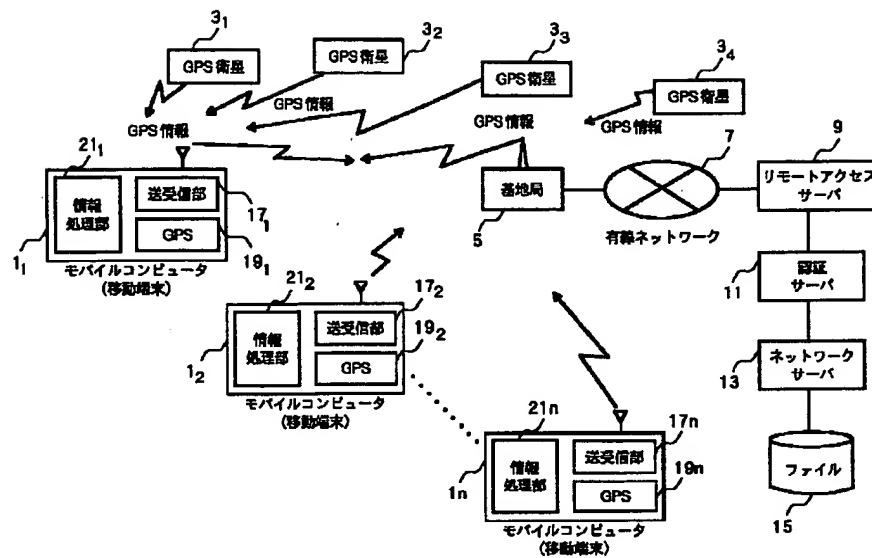 3₁
GPS衛星
3₂
GPS衛星
3₃
GPS衛星
3₄
GPS衛星
GPS情報
GPS情報
GPS情報
GPS情報
21₁
情報
処理部
送受信部
17₁
GPS
19₁
1₁
モバイルコンピュータ
(移動端末)
基地局
5
7
有線ネットワーク
9
リモートアクセス
サーバ
11
認証
サーバ
13
ネットワーク
サーバ
ファイル
15
21₂
情報
処理部
送受信部
17₂
GPS
19₂
1₂
モバイルコンピュータ
(移動端末)
21n
情報
処理部
送受信部
17n
GPS
19n
1n
モバイルコンピュータ
(移動端末)